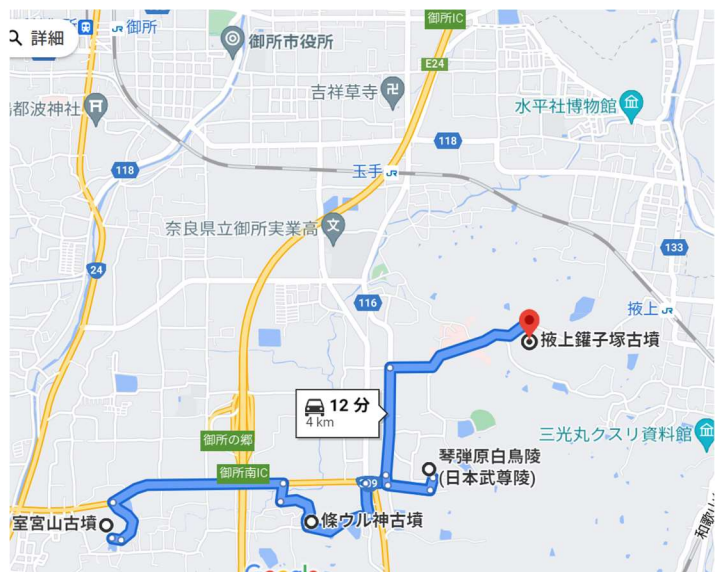 詳細
御所
御所IC
御所市役所
E24
吉祥草寺
水平社博物館
都波神社
118
118
玉手
奈良県立御所実業高
24
133
116
掖上
掖上鑵子塚古墳
12 分
4 km
三光丸クスリ資料館
御所の郷
琴弾原白鳥陵
(日本武尊陵)
御所南IC
室宮山古墳
條ウル神古墳
和歌山